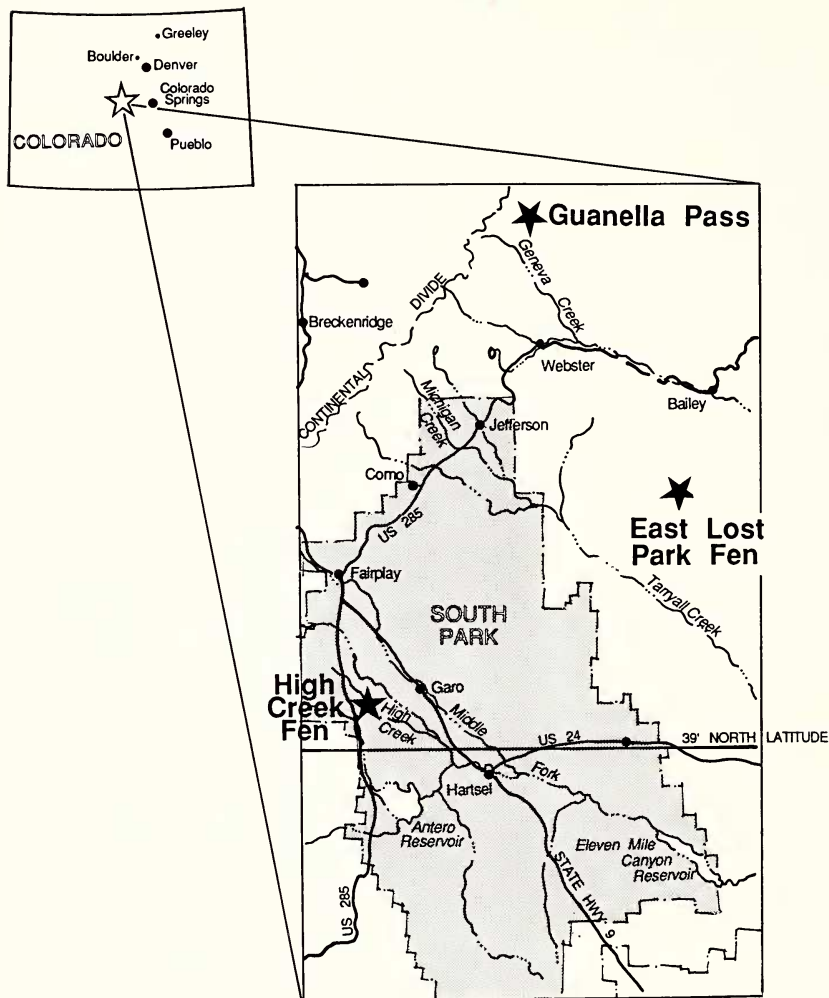 Greeley
Boulder
Denver
Colorado
Springs
COLORADO
Pueblo
Guanella Pass
Geneva
Creek
DIVIDE
Breckenridge
Webster
CONTINENTAL
Bailey
Michigan
Creek
Jefferson
Como
US 285
East Lost
Park Fen
Fairplay
Tarryall Creek
SOUTH
PARK
High
Creek
Fen
Garo
High
Creek
Middle
US 24
39' NORTH LATITUDE
Fork
Hartsel
Antero
Reservoir
Eleven Mile
Canyon
Reservoir
STATE HWY 9
US 285